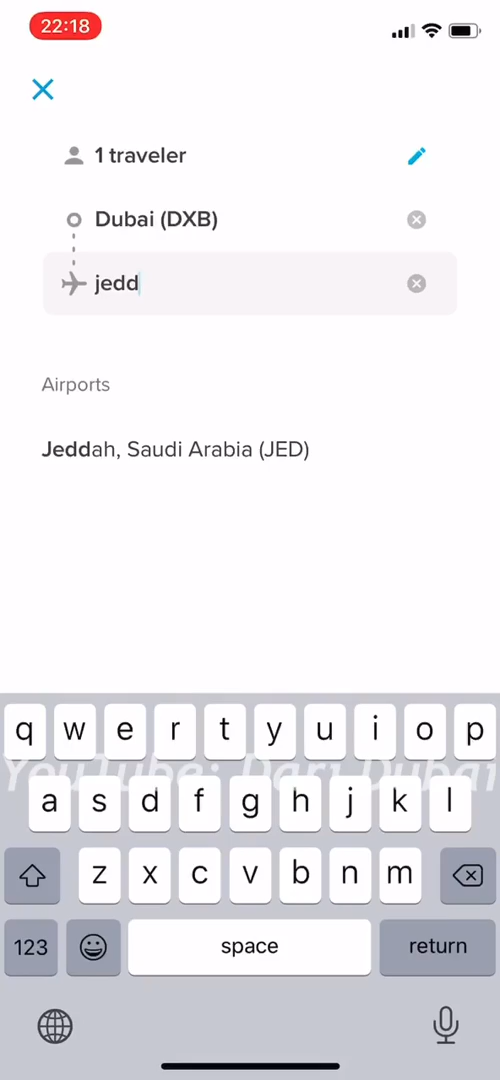 22:18
1 traveler
Dubai (DXB)
jedd
Airports
Jeddah, Saudi Arabia (JED)
q w e r t y u i o p
YouTube: Dari Dubai
a s d f g h j k l
z x c v b n m
123 space return